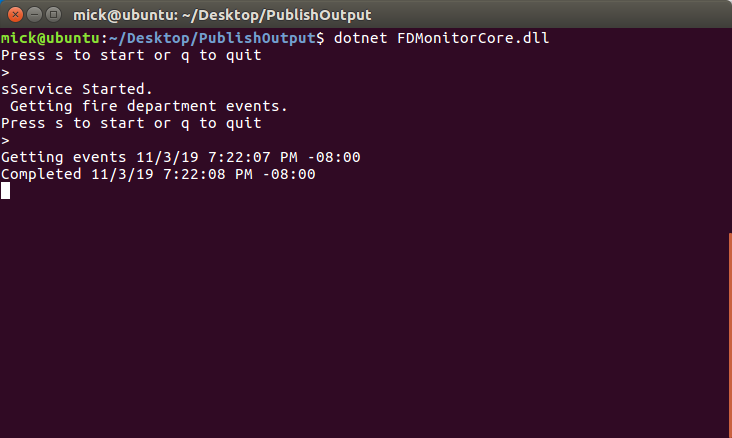 mick@ubuntu: ~/Desktop/PublishOutput
mick@ubuntu:~/Desktop/PublishOutput$ dotnet FDMonitorCore.dll
Press s to start or q to quit
>
sService Started.
 Getting fire department events.
Press s to start or q to quit
>
Getting events 11/3/19 7:22:07 PM -08:00
Completed 11/3/19 7:22:08 PM -08:00